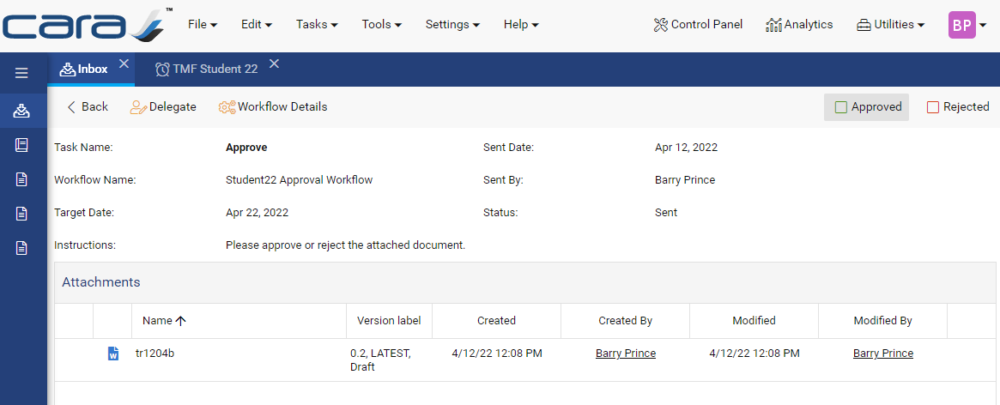 cara ™ File Edit Tasks Tools Settings Help Control Panel Analytics Utilities BP
Inbox TMF Student 22
Back Delegate Workflow Details Approved Rejected
Task Name: Approve Sent Date: Apr 12, 2022
Workflow Name: Student22 Approval Workflow Sent By: Barry Prince
Target Date: Apr 22, 2022 Status: Sent
Instructions: Please approve or reject the attached document.
Attachments
Name Version label Created Created By Modified Modified By
tr1204b 0.2, LATEST, 4/12/22 12:08 PM Barry Prince 4/12/22 12:08 PM Barry Prince
Draft